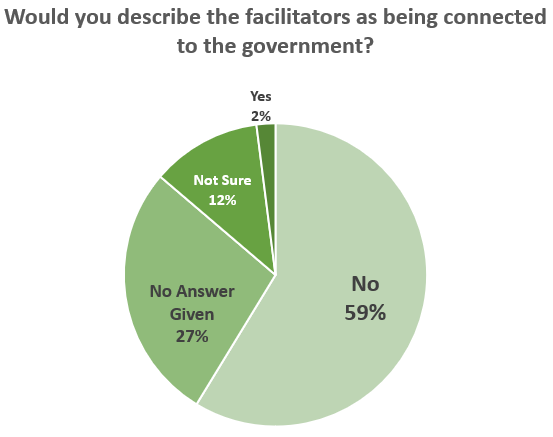 Would you describe the facilitators as being connected
to the government?
Yes
2%
Not Sure
12%
No
59%
No Answer
Given
27%